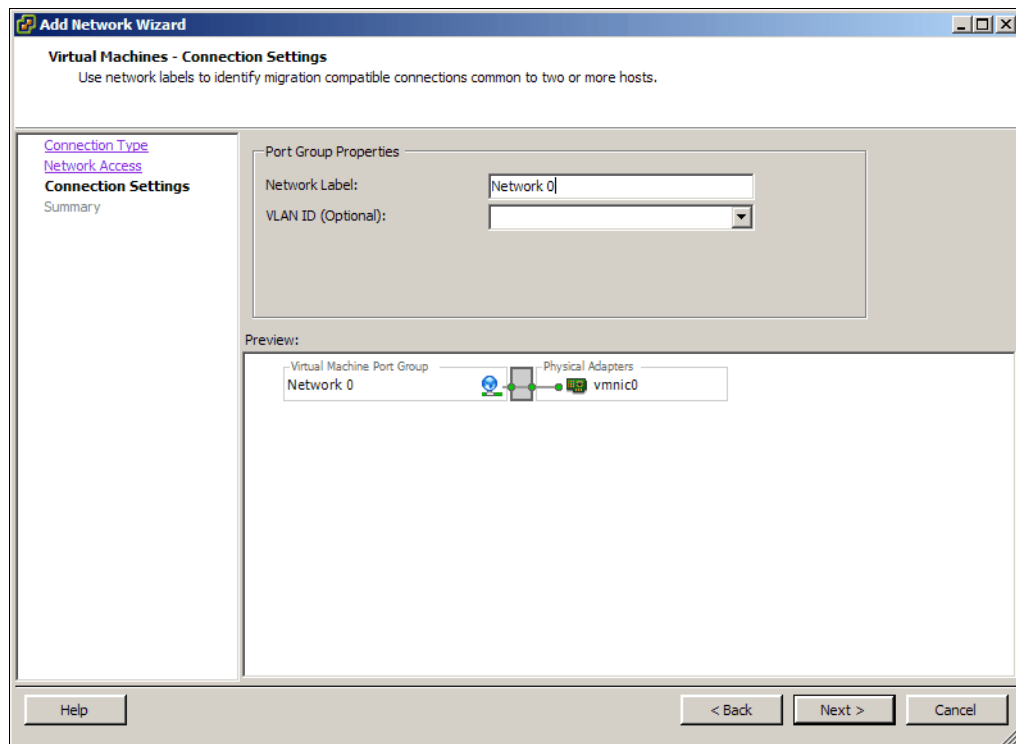 Add Network Wizard
Virtual Machines - Connection Settings
Use network labels to identify migration compatible connections common to two or more hosts.
Connection Type
Network Access
Connection Settings
Summary
Port Group Properties
Network Label:
Network 0
VLAN ID (Optional):
Preview:
Virtual Machine Port Group
Network 0
Physical Adapters
vmnic0
Help
< Back
Next >
Cancel